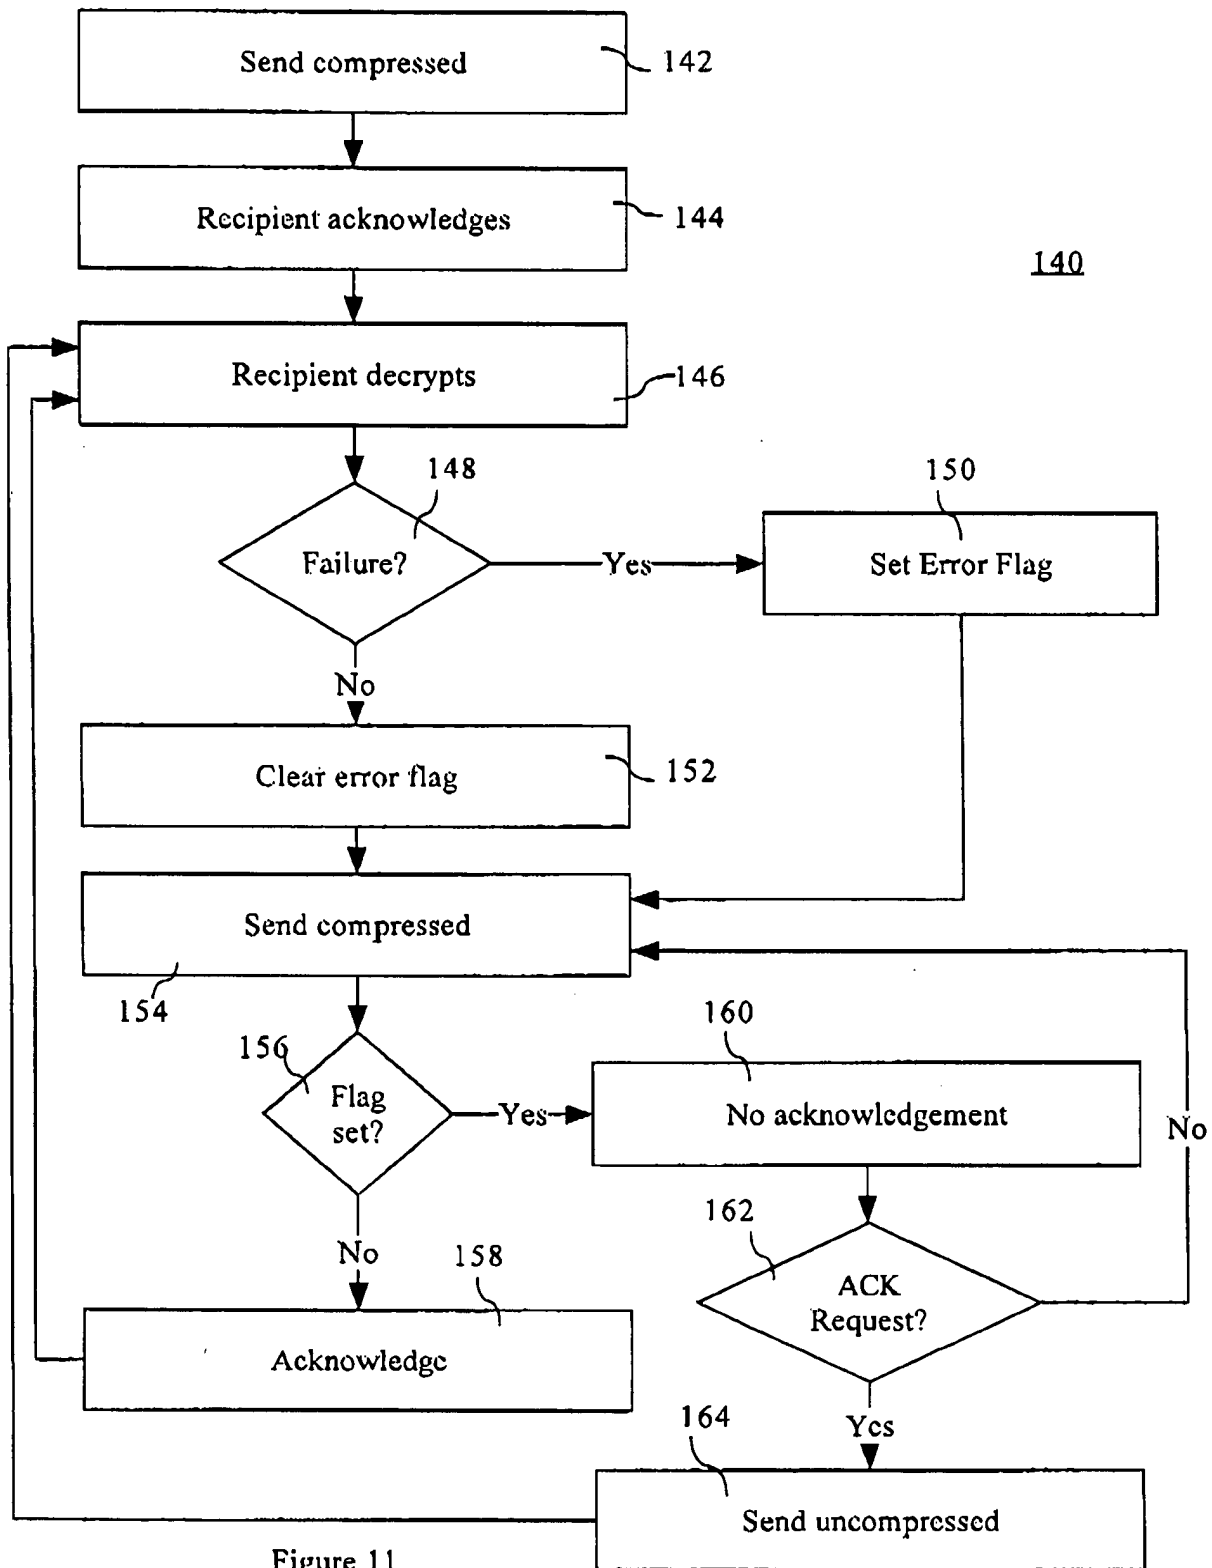 Send compressed
142
Recipient acknowledges
144
140
Recipient decrypts
146
148
150
Failure?
Yes
Set Error Flag
No
Clear error flag
152
Send compressed
154
160
156
Flag
set?
Yes
No acknowledgement
No
162
No
158
ACK
Request?
Acknowledge
164
Yes
Send uncompressed
Figure 11